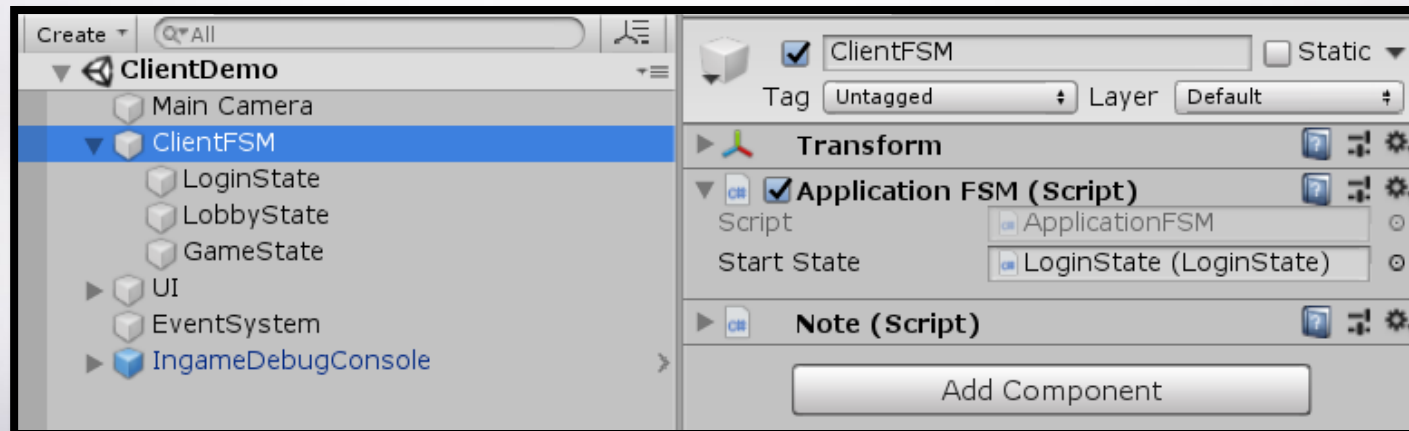 Create
All
ClientDemo
Main Camera
ClientFSM
LoginState
LobbyState
GameState
UI
EventSystem
IngameDebugConsole
ClientFSM Static
Tag Untagged Layer Default
Transform
c# Application FSM (Script)
Script c# ApplicationFSM
Start State c# LoginState (LoginState)
c# Note (Script)
Add Component